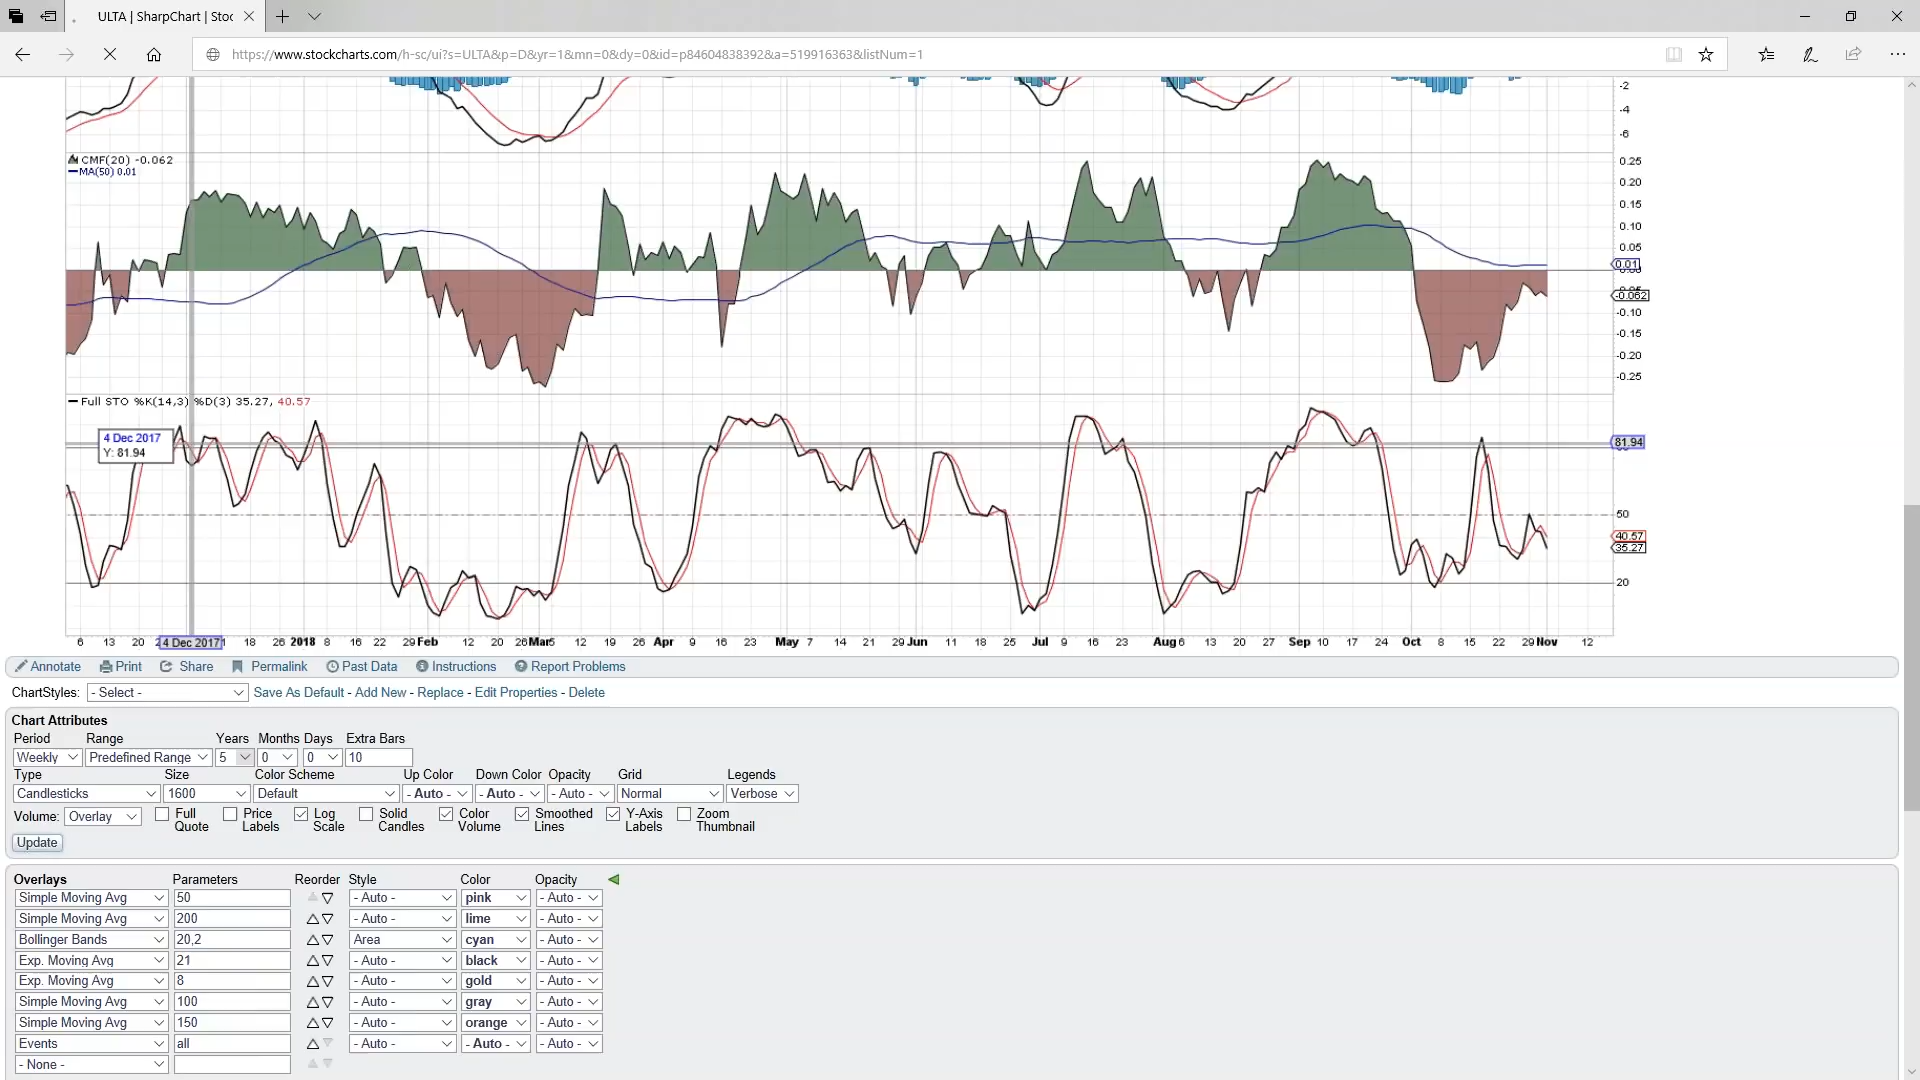 ULTA | SharpChart | Stoc
https://www.stockcharts.com/h-sc/ui?s=ULTA&p=D&yr=1&mn=0&dy=0&id=p84604838392&a=519916363&listNum=1
-2
-4
-6
CMF(20) -0.062
MA(50) 0.01
0.25
0.20
0.15
0.10
0.05
0.01
-0.062
-0.10
-0.15
-0.20
-0.25
Full STO %K(14,3) %D(3) 35.27, 40.57
4 Dec 2017
Y: 81.94
81.94
50
40.57
35.27
20
6 13 20 4 Dec 2017 18 26 2018 8 16 22 29 Feb 12 20 26 Mar 5 12 19 26 Apr 9 16 23 May 7 14 21 29 Jun 11 18 25 Jul 9 16 23 Aug 6 13 20 27 Sep 10 17 24 Oct 8 15 22 29 Nov 12
Annotate Print Share Permalink Past Data Instructions Report Problems
ChartStyles: - Select - Save As Default - Add New - Replace - Edit Properties - Delete
Chart Attributes
Period Range Years Months Days Extra Bars
Weekly Predefined Range 5 0 0 10
Type Size Color Scheme Up Color Down Color Opacity Grid Legends
Candlesticks 1600 Default - Auto - - Auto - - Auto - Normal Verbose
Volume: Overlay Full Quote Price Labels Log Scale Solid Candles Color Volume Smoothed Lines Y-Axis Labels Zoom Thumbnail
Update
Overlays Parameters Reorder Style Color Opacity
Simple Moving Avg 50 - Auto - pink - Auto -
Simple Moving Avg 200 - Auto - lime - Auto -
Bollinger Bands 20,2 Area cyan - Auto -
Exp. Moving Avg 21 - Auto - black - Auto -
Exp. Moving Avg 8 - Auto - gold - Auto -
Simple Moving Avg 100 - Auto - gray - Auto -
Simple Moving Avg 150 - Auto - orange - Auto -
Events all - Auto - - Auto - - Auto -
- None -